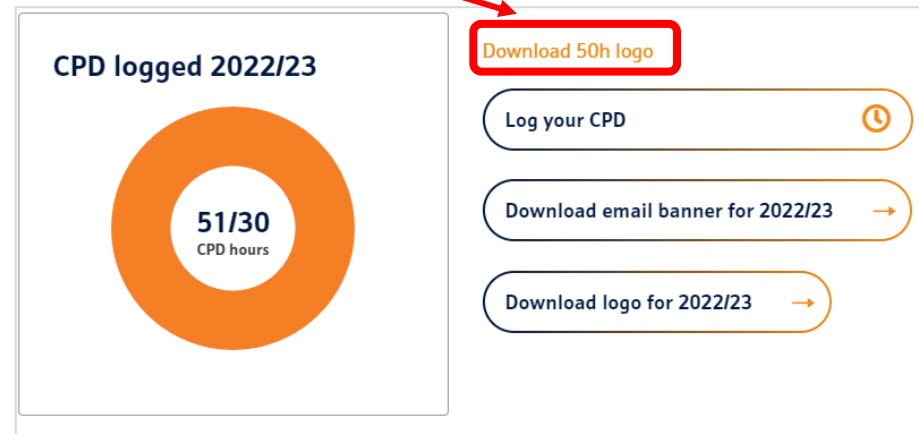 CPD logged 2022/23
51/30
CPD hours
Download 50h logo
Log your CPD
Download email banner for 2022/23
Download logo for 2022/23